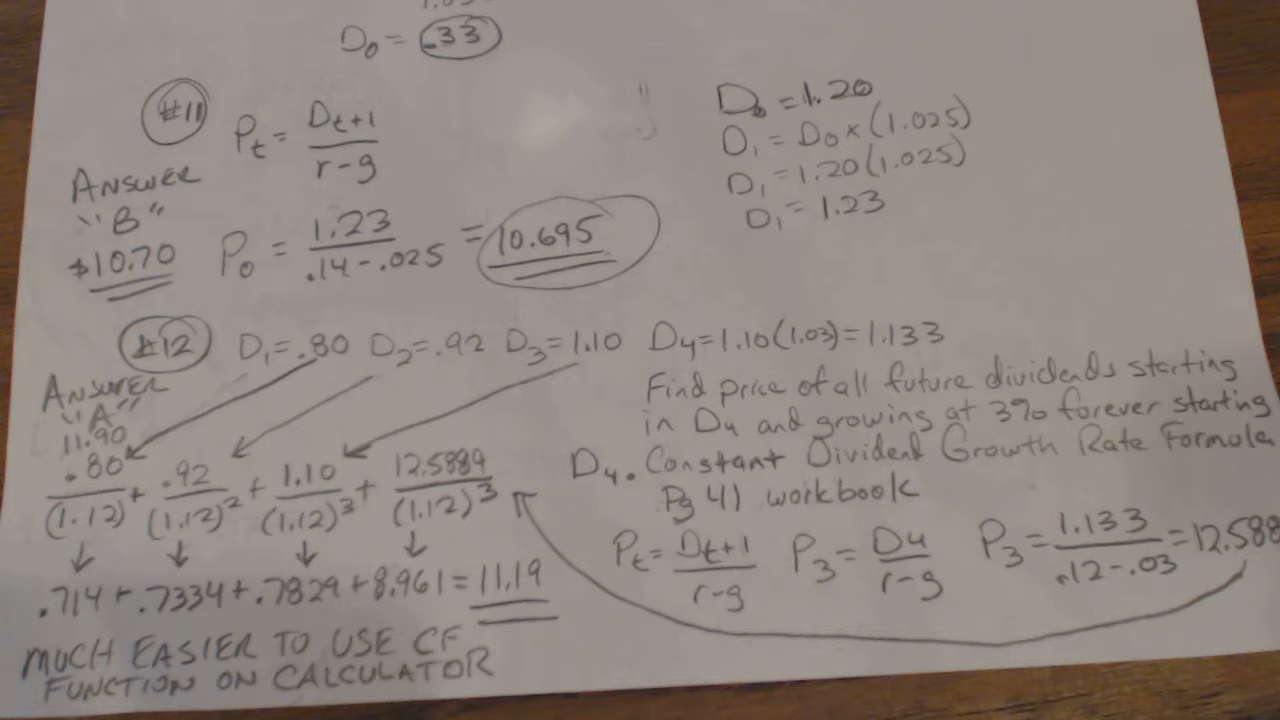 D₀ = .33
#11
Pt = Dt+1 / r-g
ANSWER
"B"
$10.70
P₀ = 1.23 / .14-.025 = 10.695
D₀ = 1.20
D₁ = D₀ x (1.025)
D₁ = 1.20(1.025)
D₁ = 1.23
#12 D₁=.80 D₂=.92 D₃=1.10 D₄=1.10(1.03)=1.133
ANSWER
"A"
11.90
Find price of all future dividends starting
in D₄ and growing at 3% forever starting
D₄. Constant Dividend Growth Rate Formula
Pg 41) workbook
Pt = Dt+1 / r-g P₃ = D₄ / r-g P₃ = 1.133 / .12-.03 = 12.588
.80 / (1.12) + .92 / (1.12)² + 1.10 / (1.12)³ + 12.5889 / (1.12)³
.714 + .7334 + .7829 + 8.961 = 11.19
MUCH EASIER TO USE CF
FUNCTION ON CALCULATOR